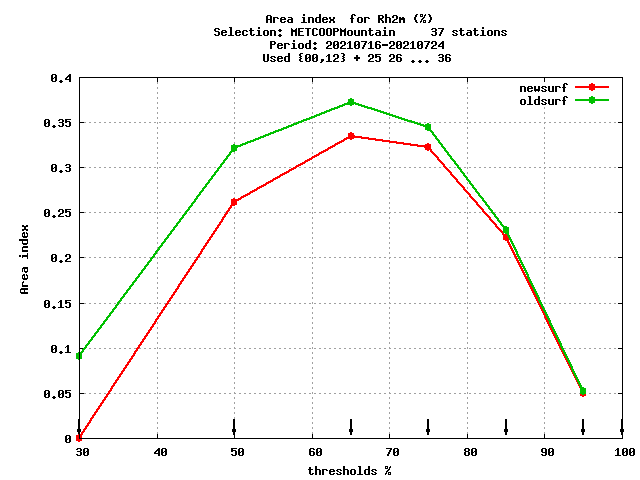 Area index  for Rh2m (%)
Selection: METCOOPMountain     37 stations
Period: 20210716-20210724
Used {00,12} + 25 26 ... 36
newsurf
oldsurf
0.4
0.35
0.3
0.25
0.2
0.15
0.1
0.05
0
Area index
30 40 50 60 70 80 90 100
thresholds %